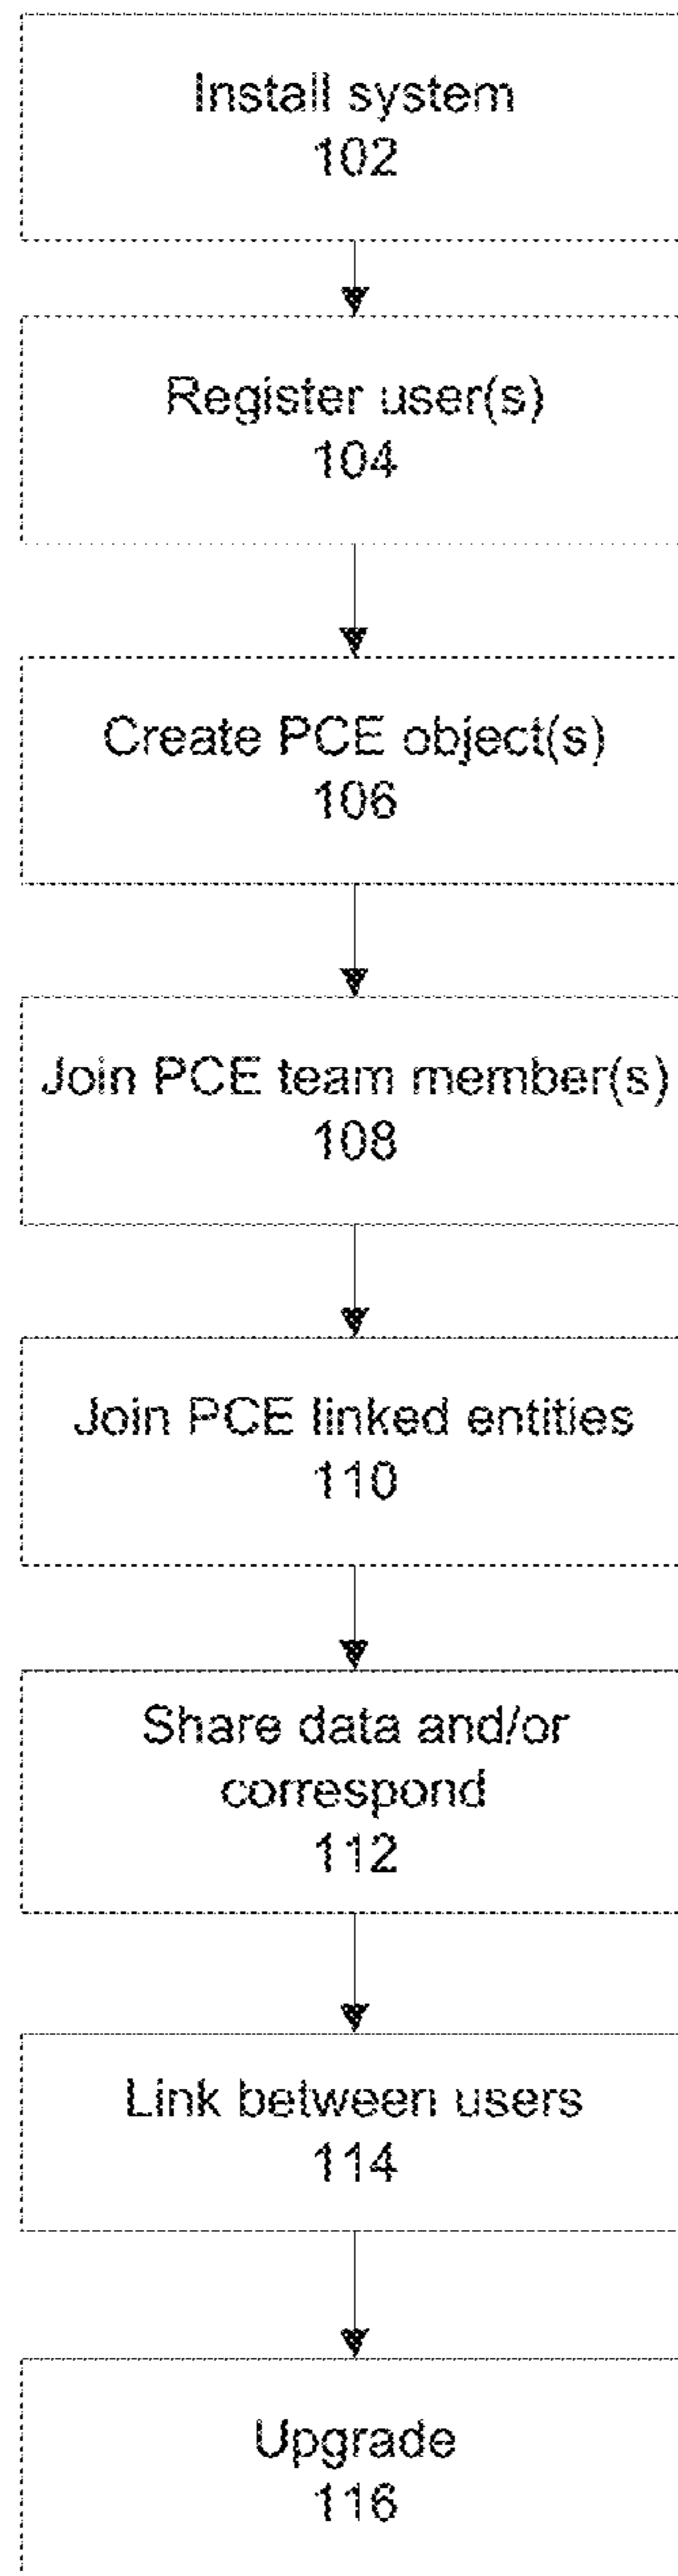 Install system
102
Register user(s)
104
Create PCE object(s)
106
Join PCE team member(s)
108
Join PCE linked entities
110
Share data and/or
correspond
112
Link between users
114
Upgrade
116